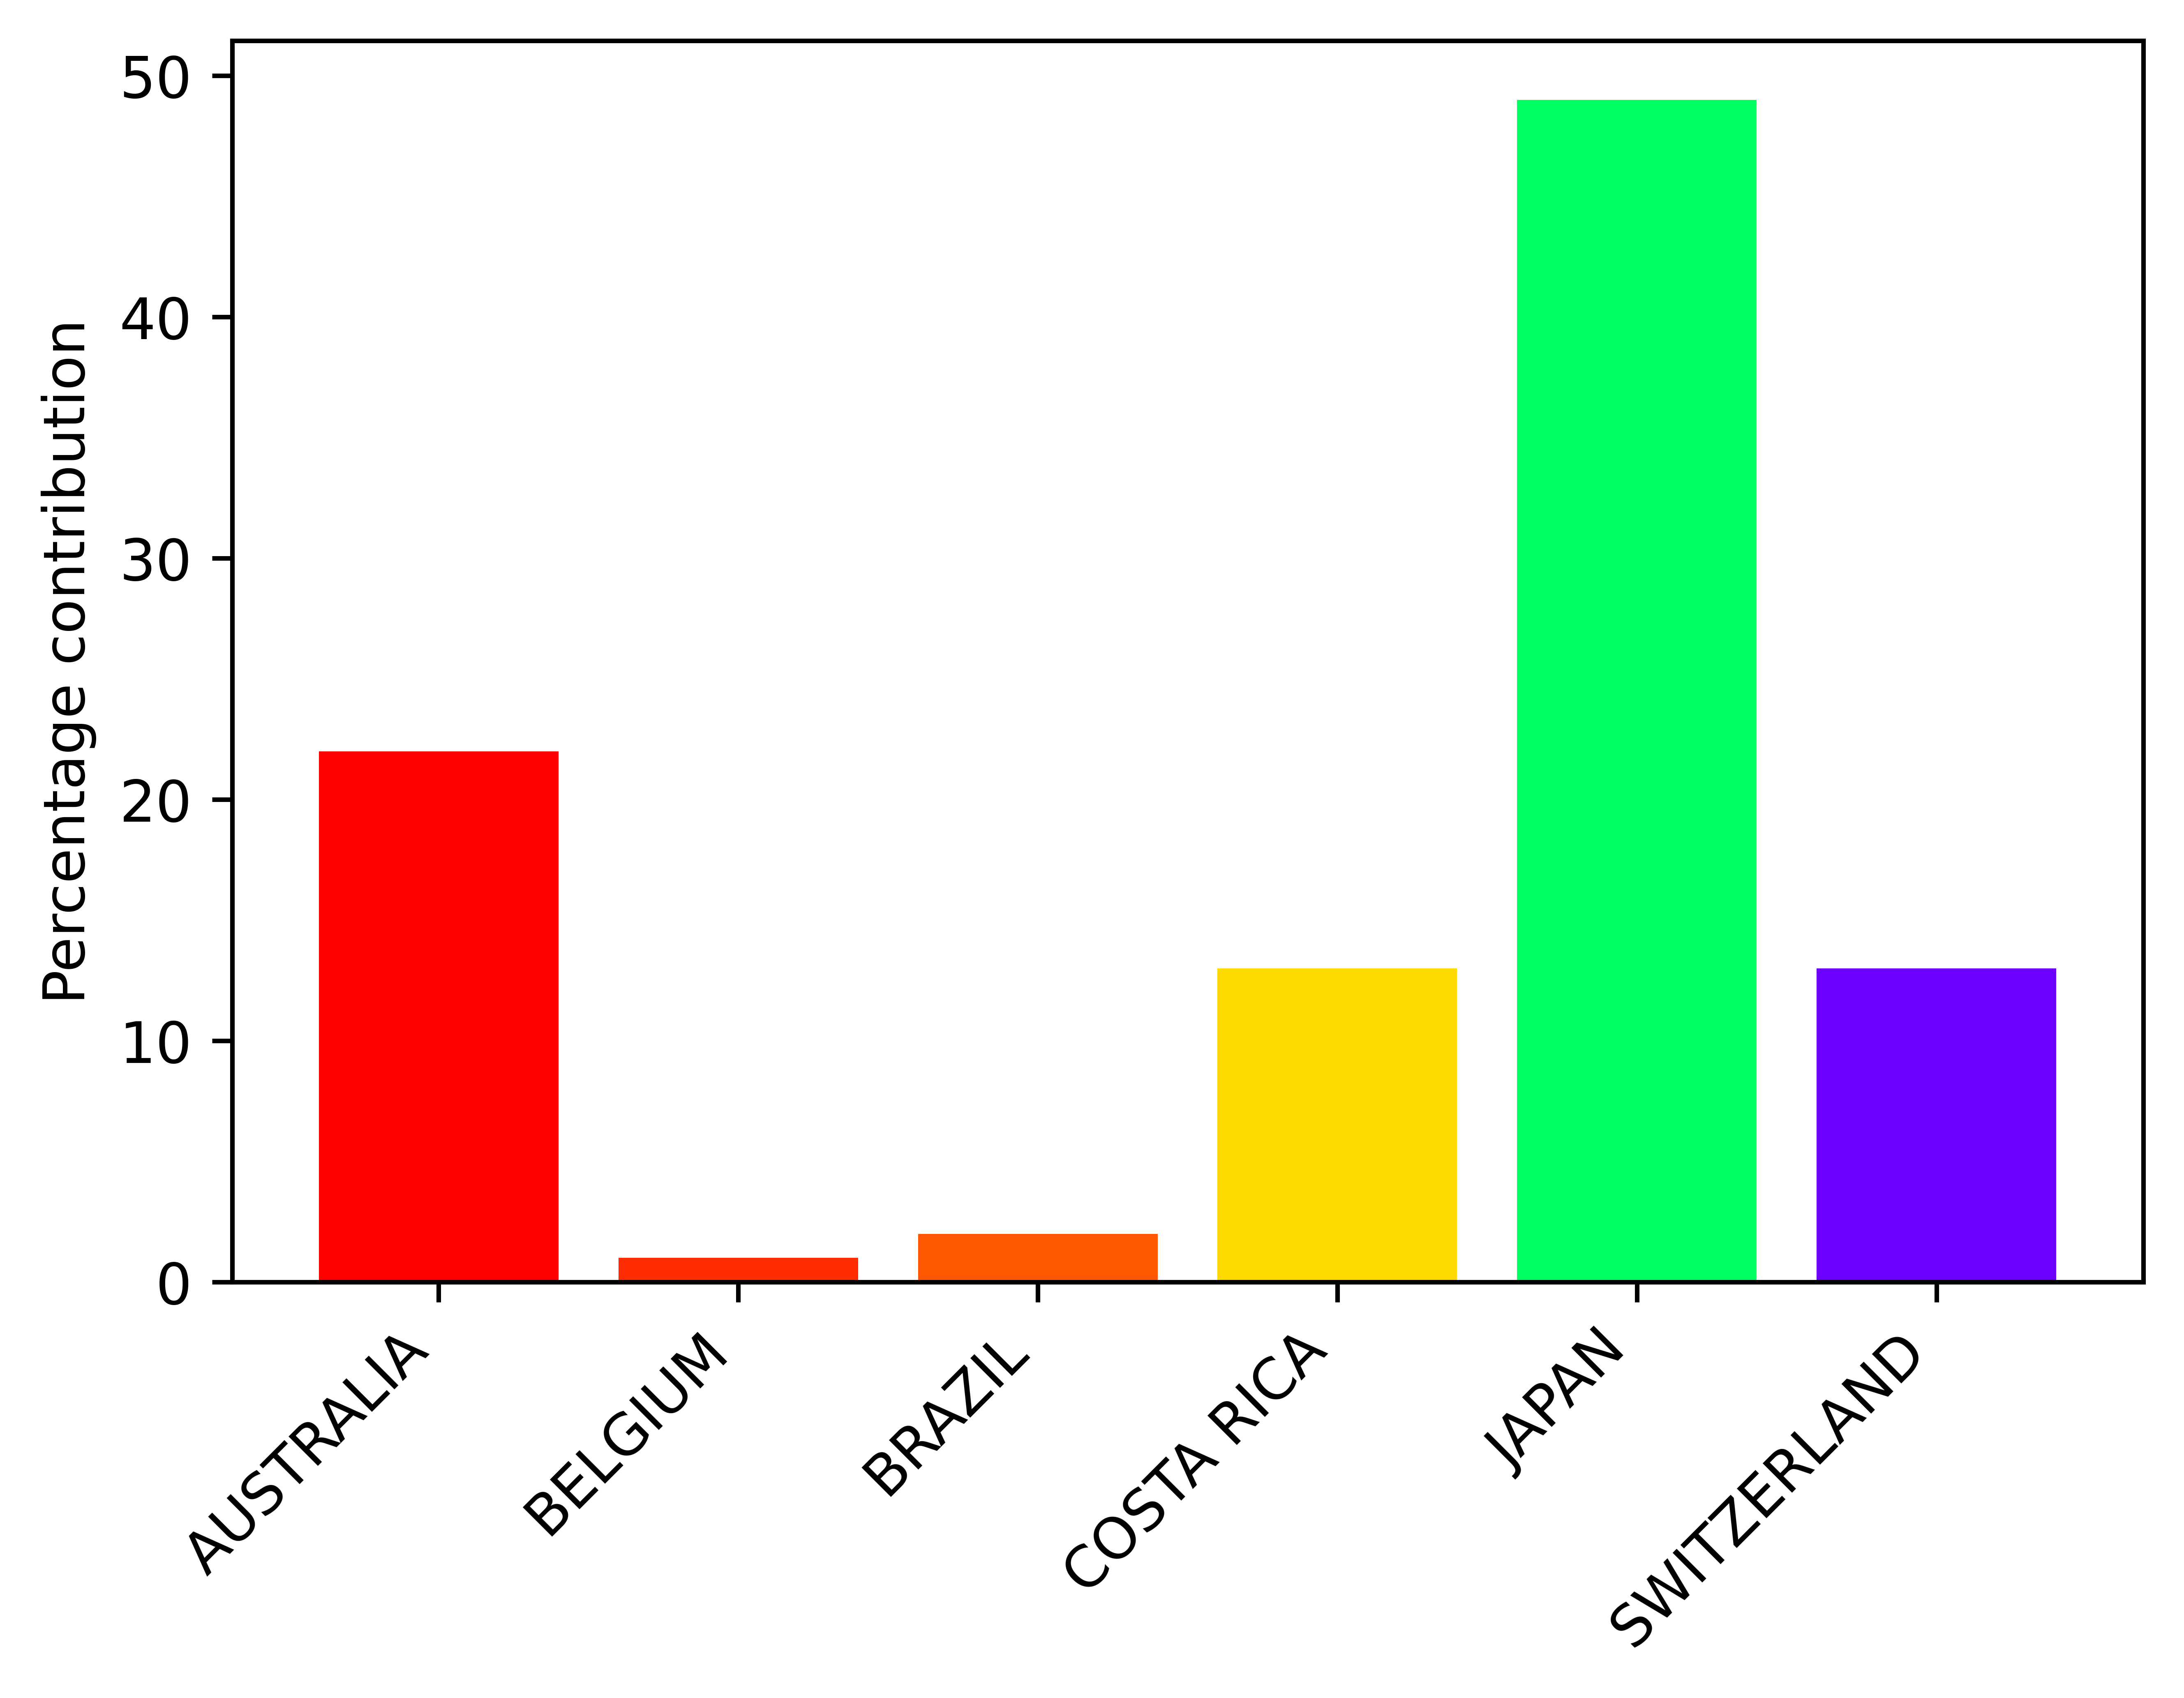 Percentage contribution
50
40
30
20
10
0
AUSTRALIA
BELGIUM
BRAZIL
COSTA RICA
JAPAN
SWITZERLAND